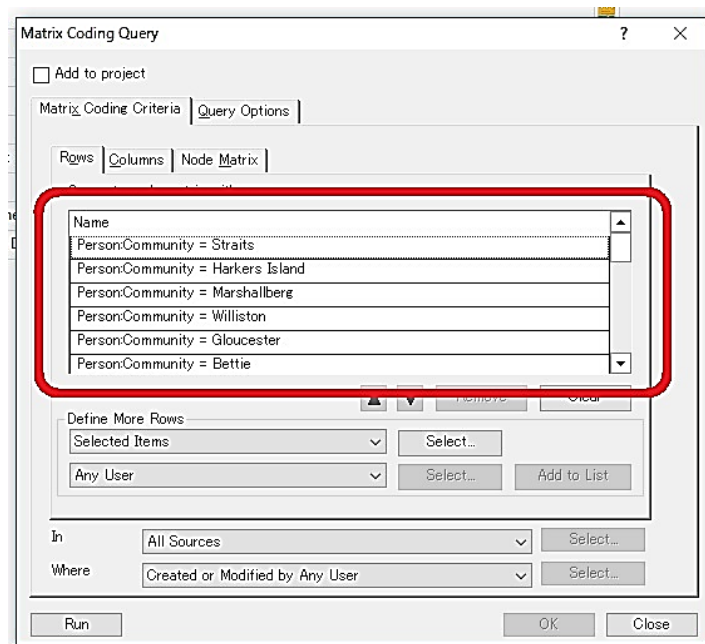 Matrix Coding Query ?
Add to project
Matrix Coding Criteria Query Options
Rows Columns Node Matrix
Name
Person:Community = Straits
Person:Community = Harkers Island
Person:Community = Marshallberg
Person:Community = Williston
Person:Community = Gloucester
Person:Community = Bettie
Remove Clear
Define More Rows
Selected Items Select...
Any User Select... Add to List
In All Sources Select...
Where Created or Modified by Any User Select...
Run OK Close